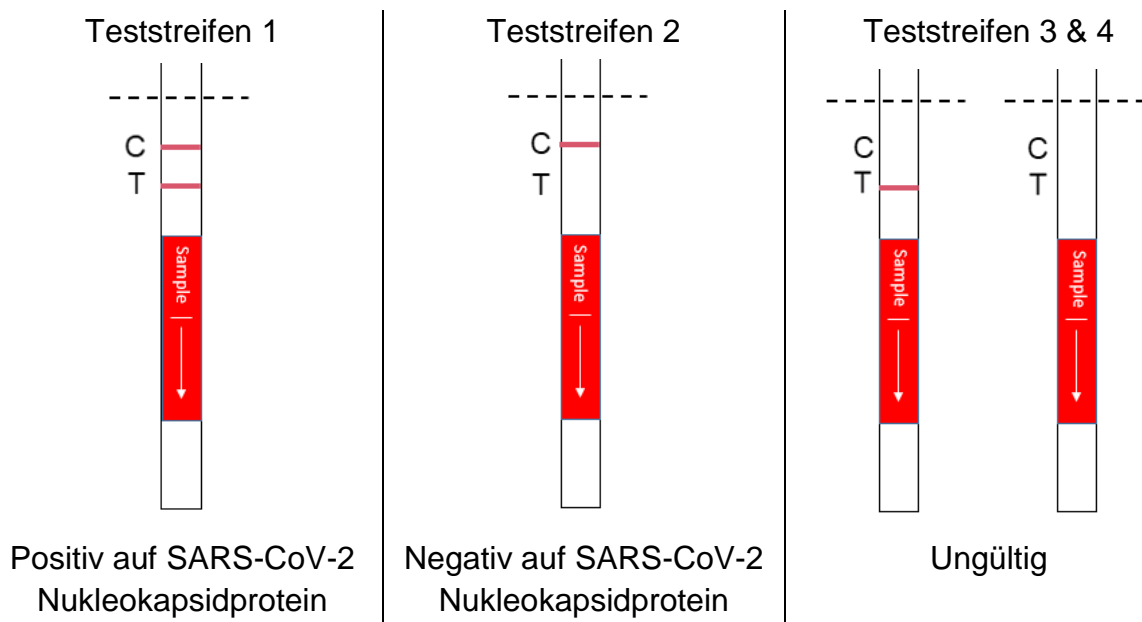 Teststreifen 1
C
T
Sample
Positiv auf SARS-CoV-2
Nukleokapsidprotein
Teststreifen 2
C
T
Sample
Negativ auf SARS-CoV-2
Nukleokapsidprotein
Teststreifen 3 & 4
C
T
Sample
C
T
Sample
Ungültig